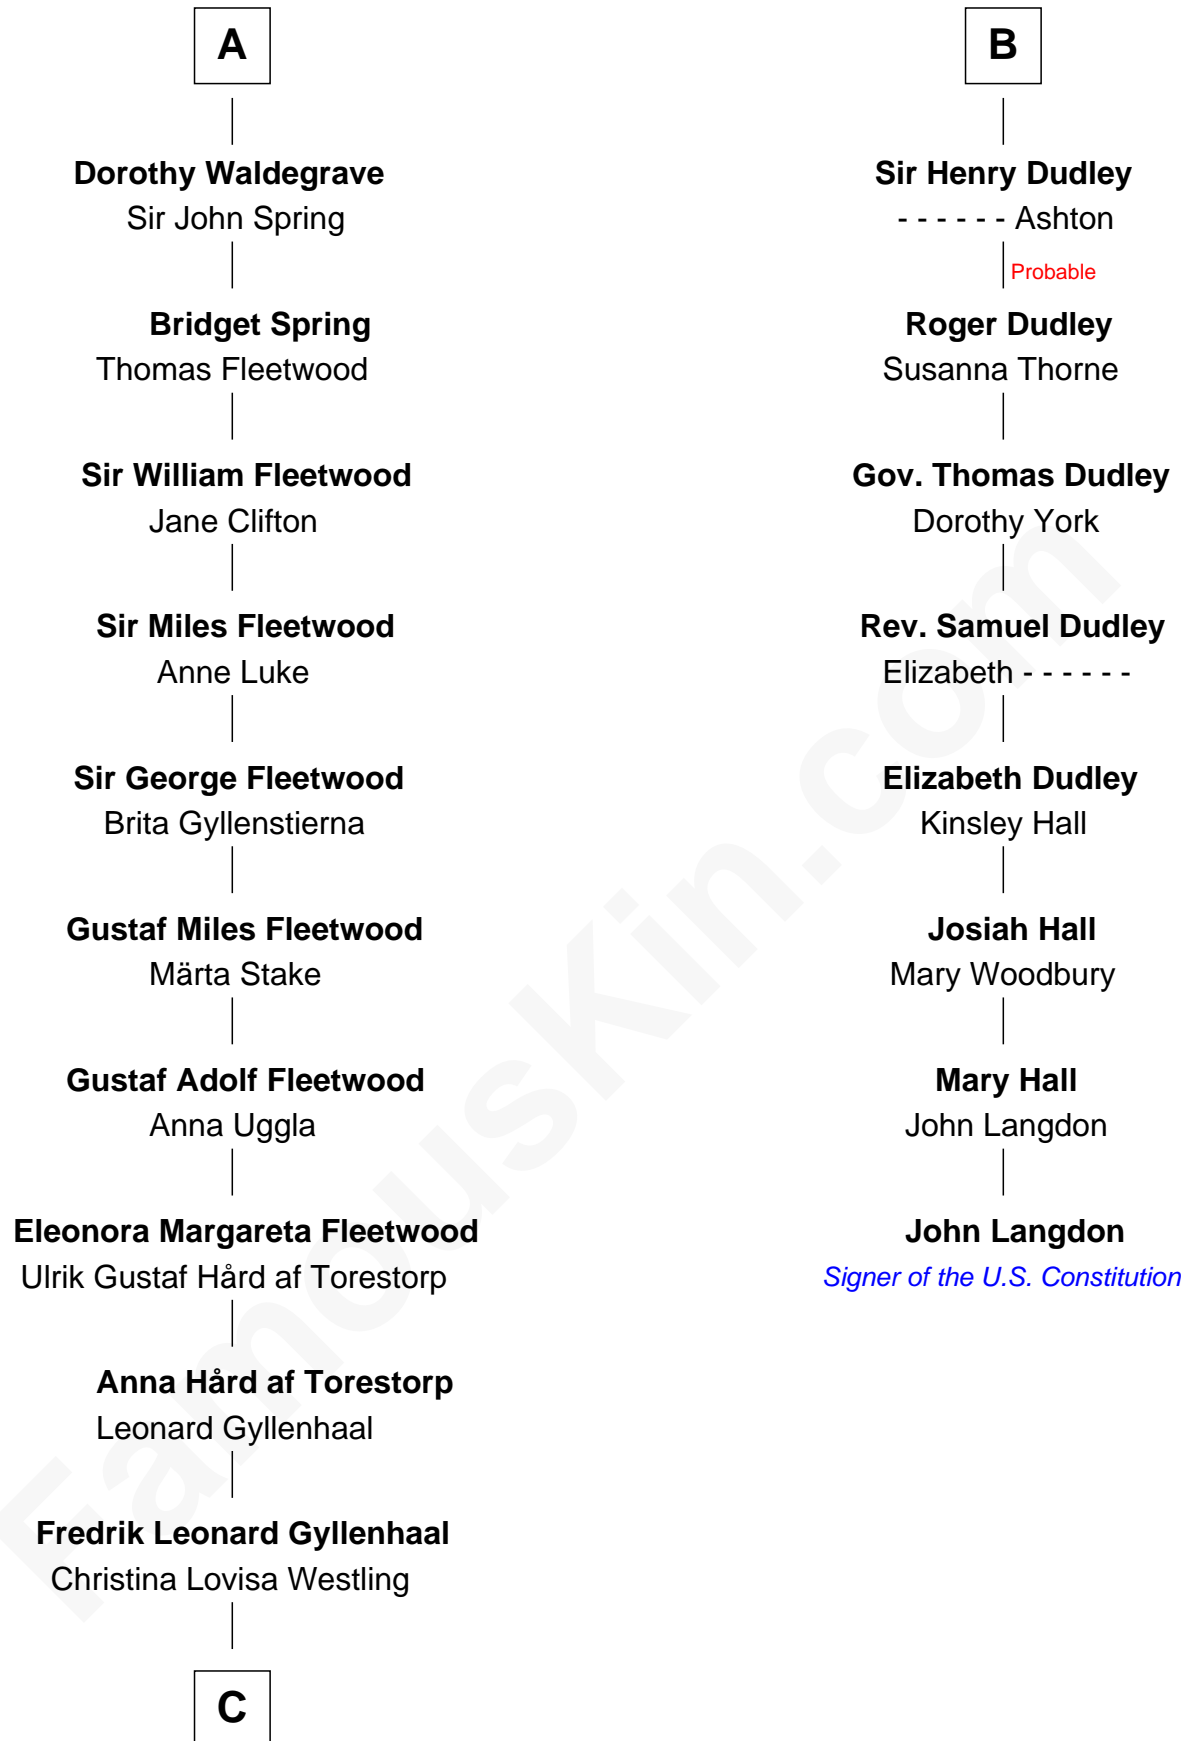 A
Dorothy Waldegrave
Sir John Spring
Bridget Spring
Thomas Fleetwood
Sir William Fleetwood
Jane Clifton
Sir Miles Fleetwood
Anne Luke
Sir George Fleetwood
Brita Gyllenstierna
Gustaf Miles Fleetwood
Märta Stake
Gustaf Adolf Fleetwood
Anna Uggla
Eleonora Margareta Fleetwood
Ulrik Gustaf Hård af Torestorp
Anna Hård af Torestorp
Leonard Gyllenhaal
Fredrik Leonard Gyllenhaal
Christina Lovisa Westling
C
B
Sir Henry Dudley
- - - - - - Ashton
Probable
Roger Dudley
Susanna Thorne
Gov. Thomas Dudley
Dorothy York
Rev. Samuel Dudley
Elizabeth - - - - - -
Elizabeth Dudley
Kinsley Hall
Josiah Hall
Mary Woodbury
Mary Hall
John Langdon
John Langdon
Signer of the U.S. Constitution
FamousKin.com